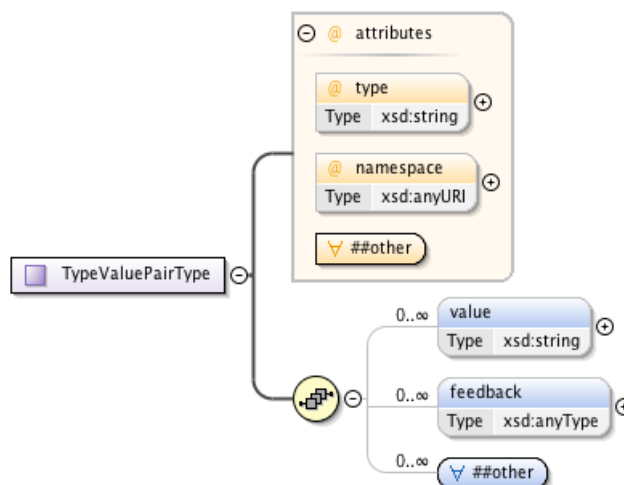 @ attributes
@ type
Type xsd:string
@ namespace
Type xsd:anyURI
∀ ##other
TypeValuePairType
0..∞ value
Type xsd:string
0..∞ feedback
Type xsd:anyType
0..∞ ∀ ##other